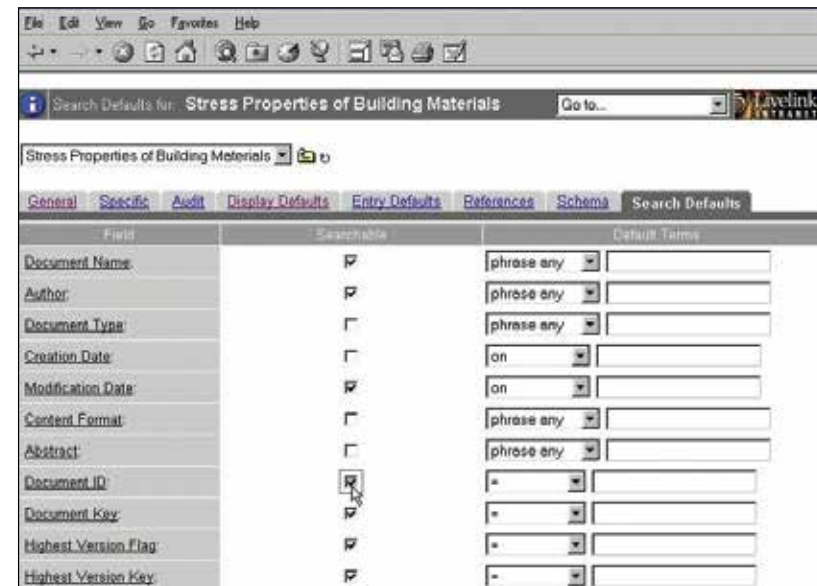 File Edit View Go Favorites Help
Search Defaults for: Stress Properties of Building Materials Go to... Livelink INTRANET
Stress Properties of Building Materials
General Specific Audit Display Defaults Entry Defaults References Schema Search Defaults
Field Searchable Default Terms
Document Name: phrase any
Author: phrase any
Document Type: phrase any
Creation Date: on
Modification Date: on
Content Format: phrase any
Abstract: phrase any
Document ID: =
Document Key: =
Highest Version Flag: =
Highest Version Key: =